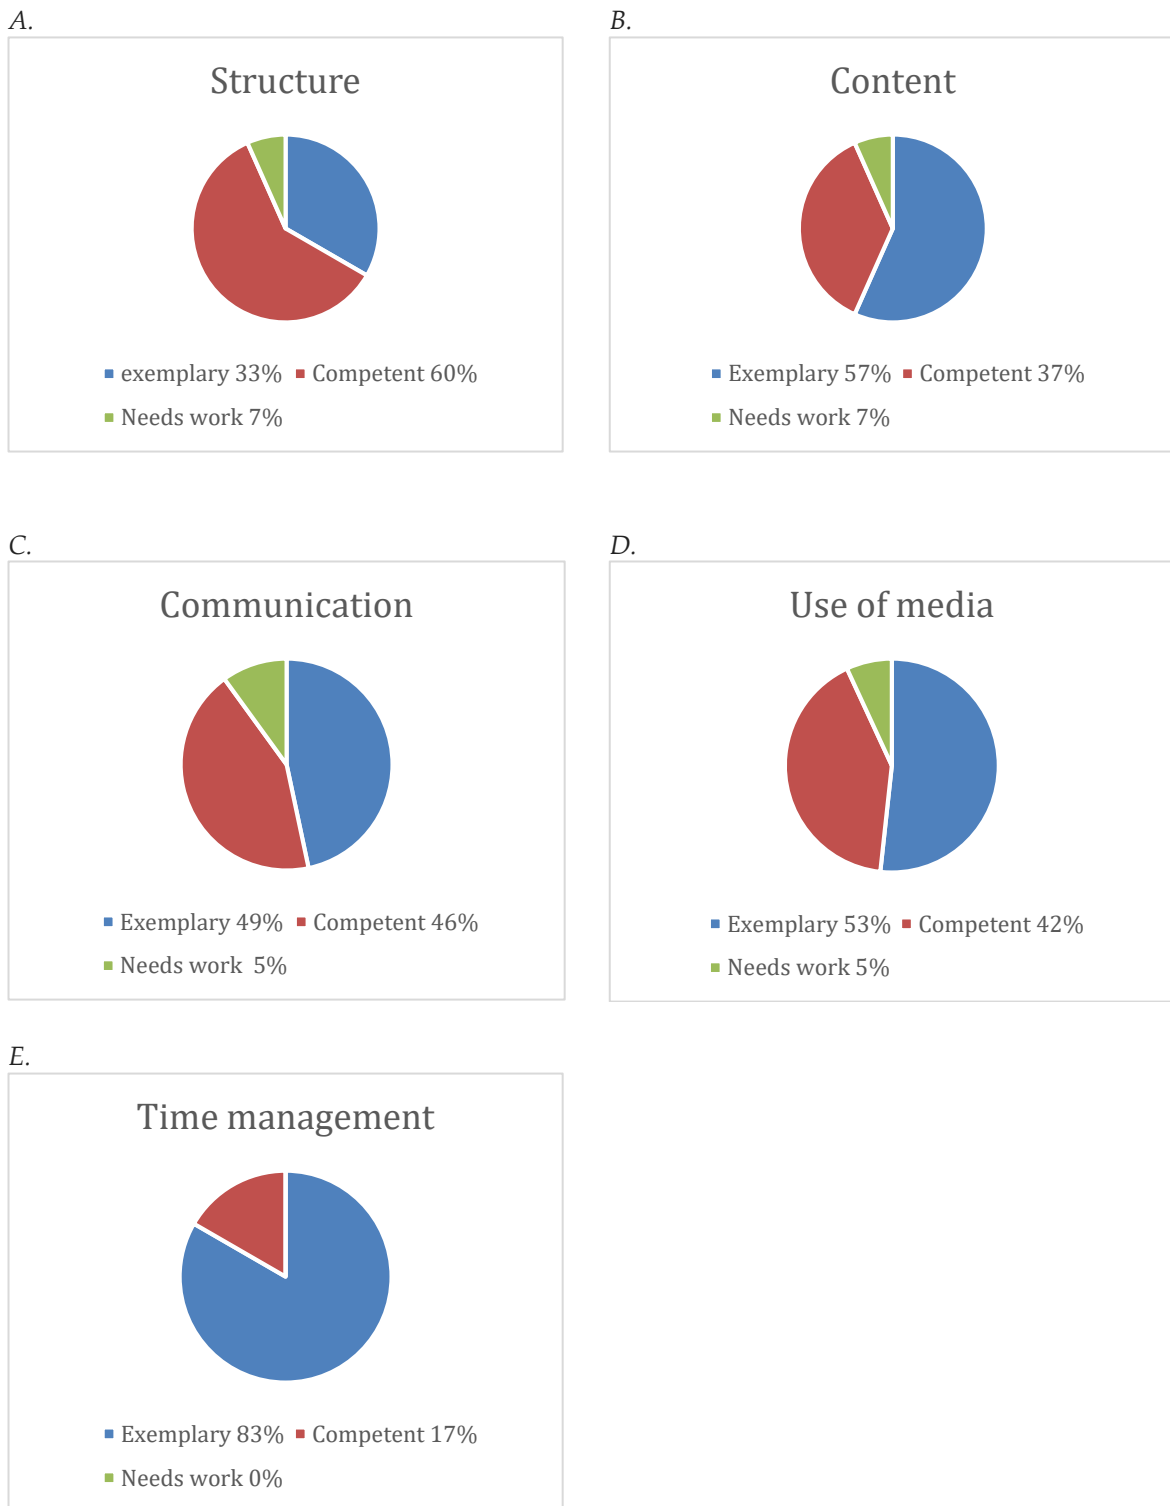 A.
Structure
exemplary 33% Competent 60%
Needs work 7%
B.
Content
Exemplary 57% Competent 37%
Needs work 7%
C.
Communication
Exemplary 49% Competent 46%
Needs work  5%
D.
Use of media
Exemplary 53% Competent 42%
Needs work 5%
E.
Time management
Exemplary 83% Competent 17%
Needs work 0%